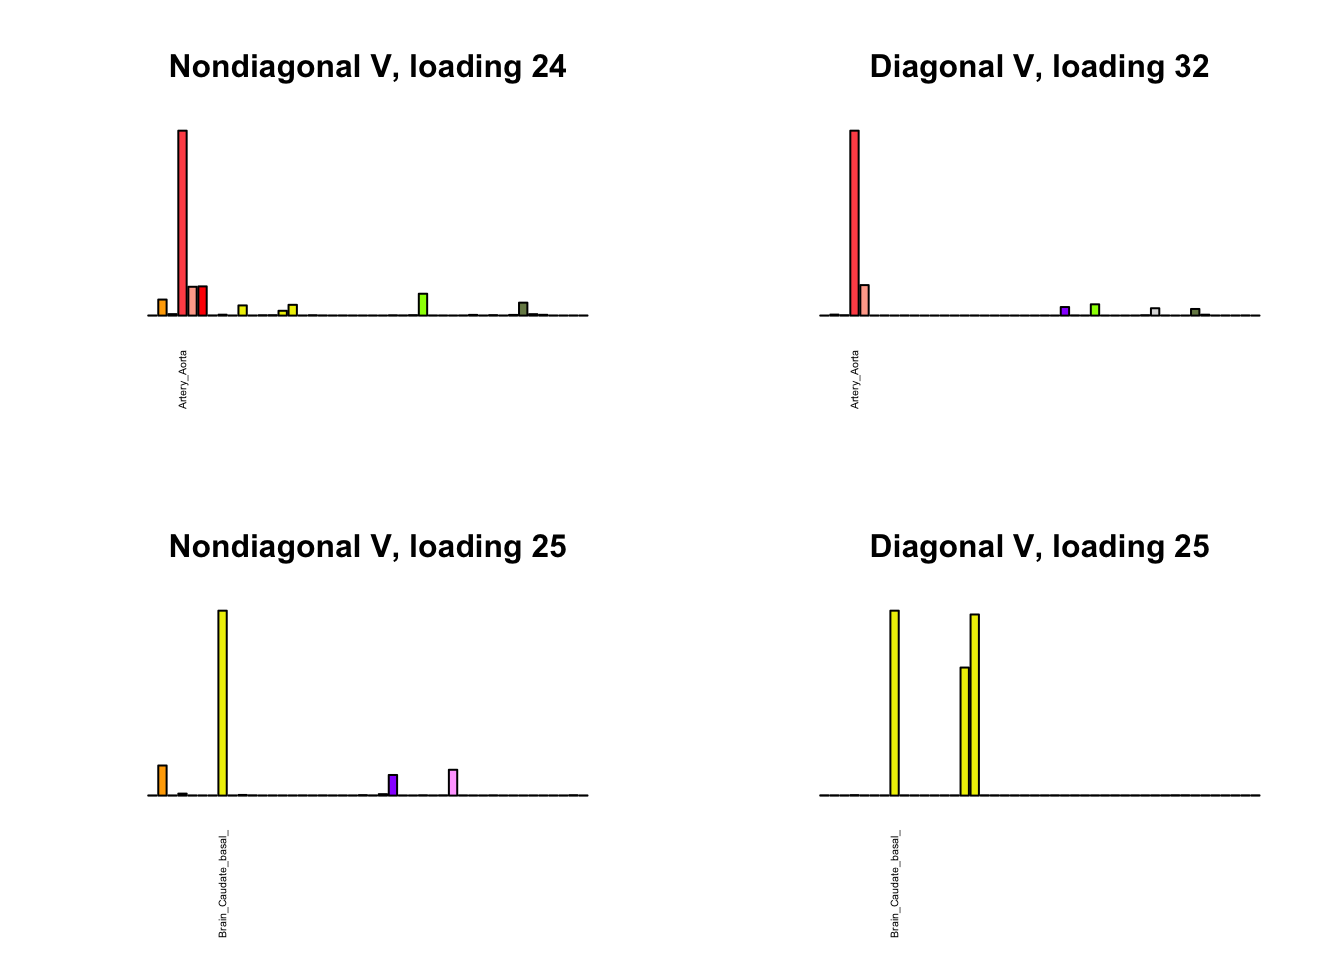 Nondiagonal V, loading 24
Diagonal V, loading 32
Artery_Aorta
Artery_Aorta
Nondiagonal V, loading 25
Diagonal V, loading 25
Brain_Caudate_basal_
Brain_Caudate_basal_